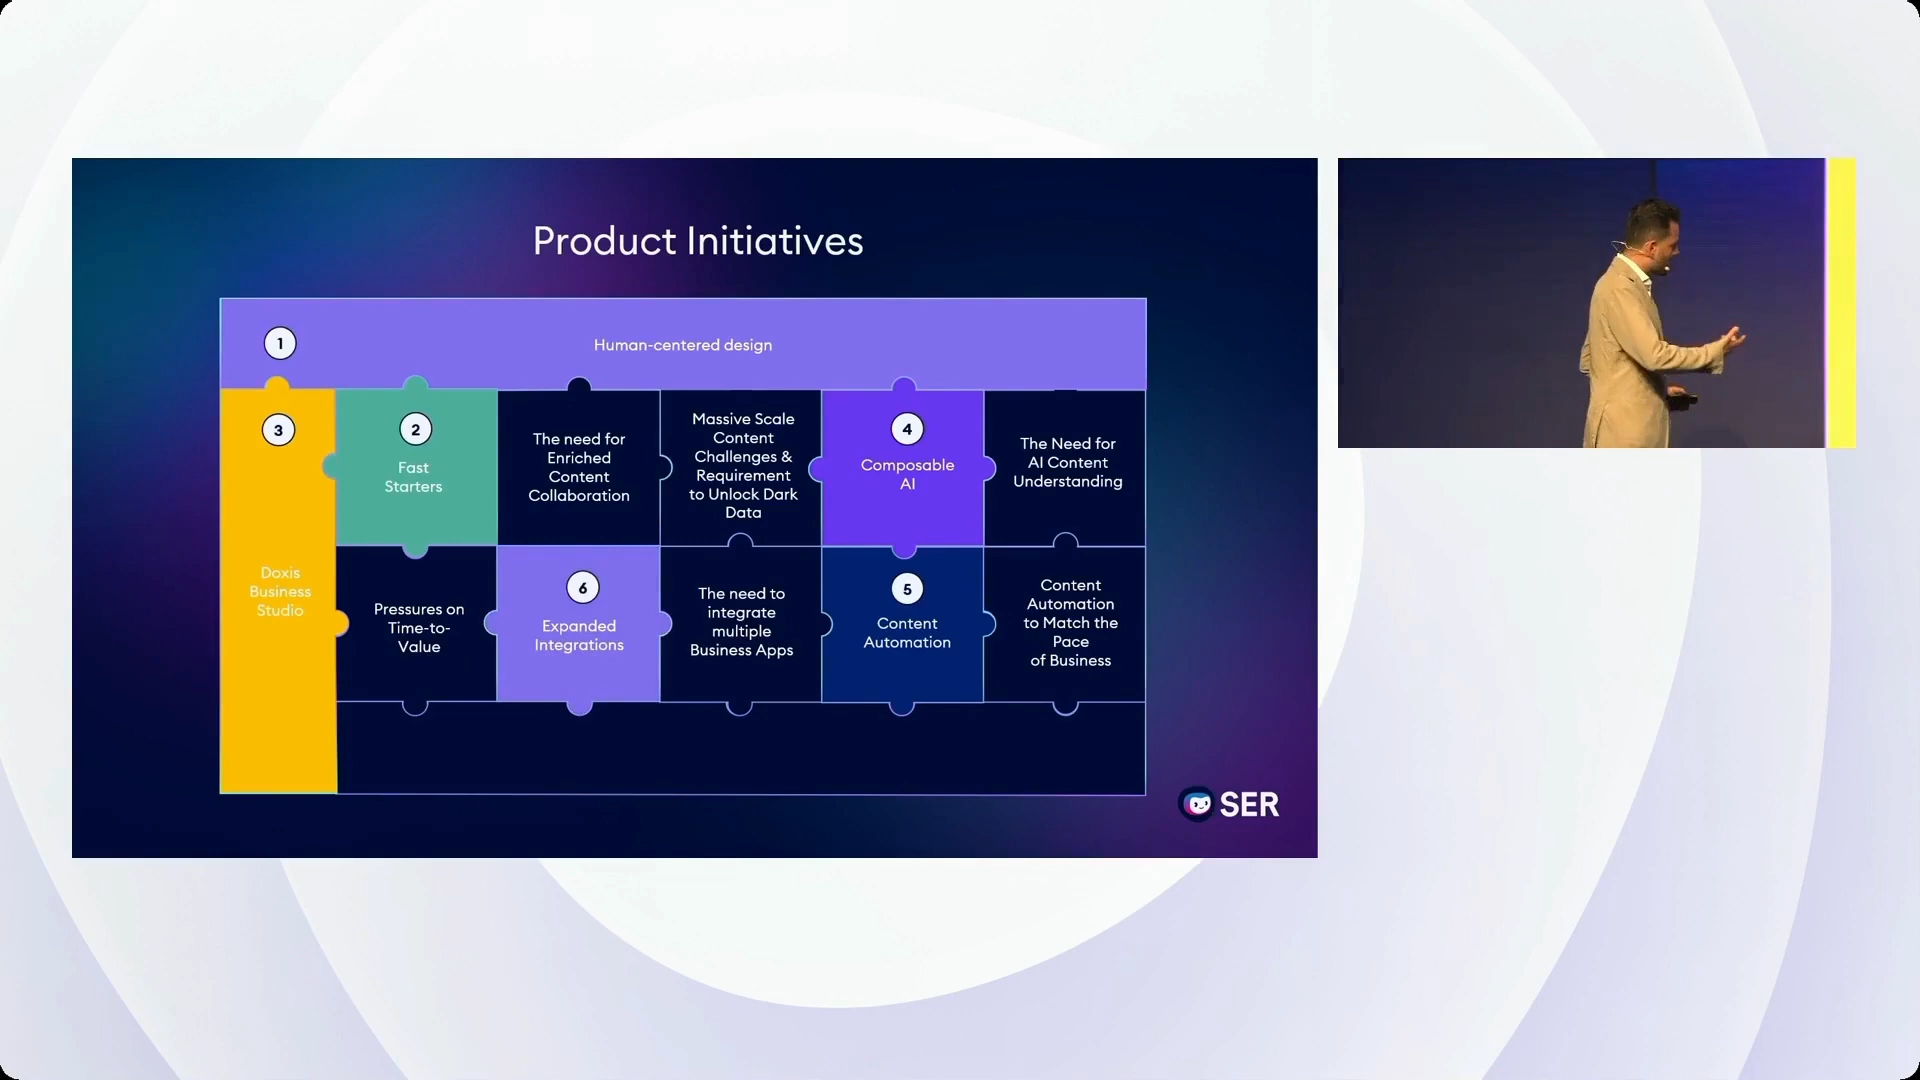 Product Initiatives
1
Human-centered design
3
Doxis
Business
Studio
2
Fast
Starters
The need for
Enriched
Content
Collaboration
Massive Scale
Content
Challenges &
Requirement
to Unlock Dark
Data
4
Composable
AI
The Need for
AI Content
Understanding
Pressures on
Time-to-
Value
6
Expanded
Integrations
The need to
integrate
multiple
Business Apps
5
Content
Automation
Content
Automation
to Match the
Pace
of Business
SER